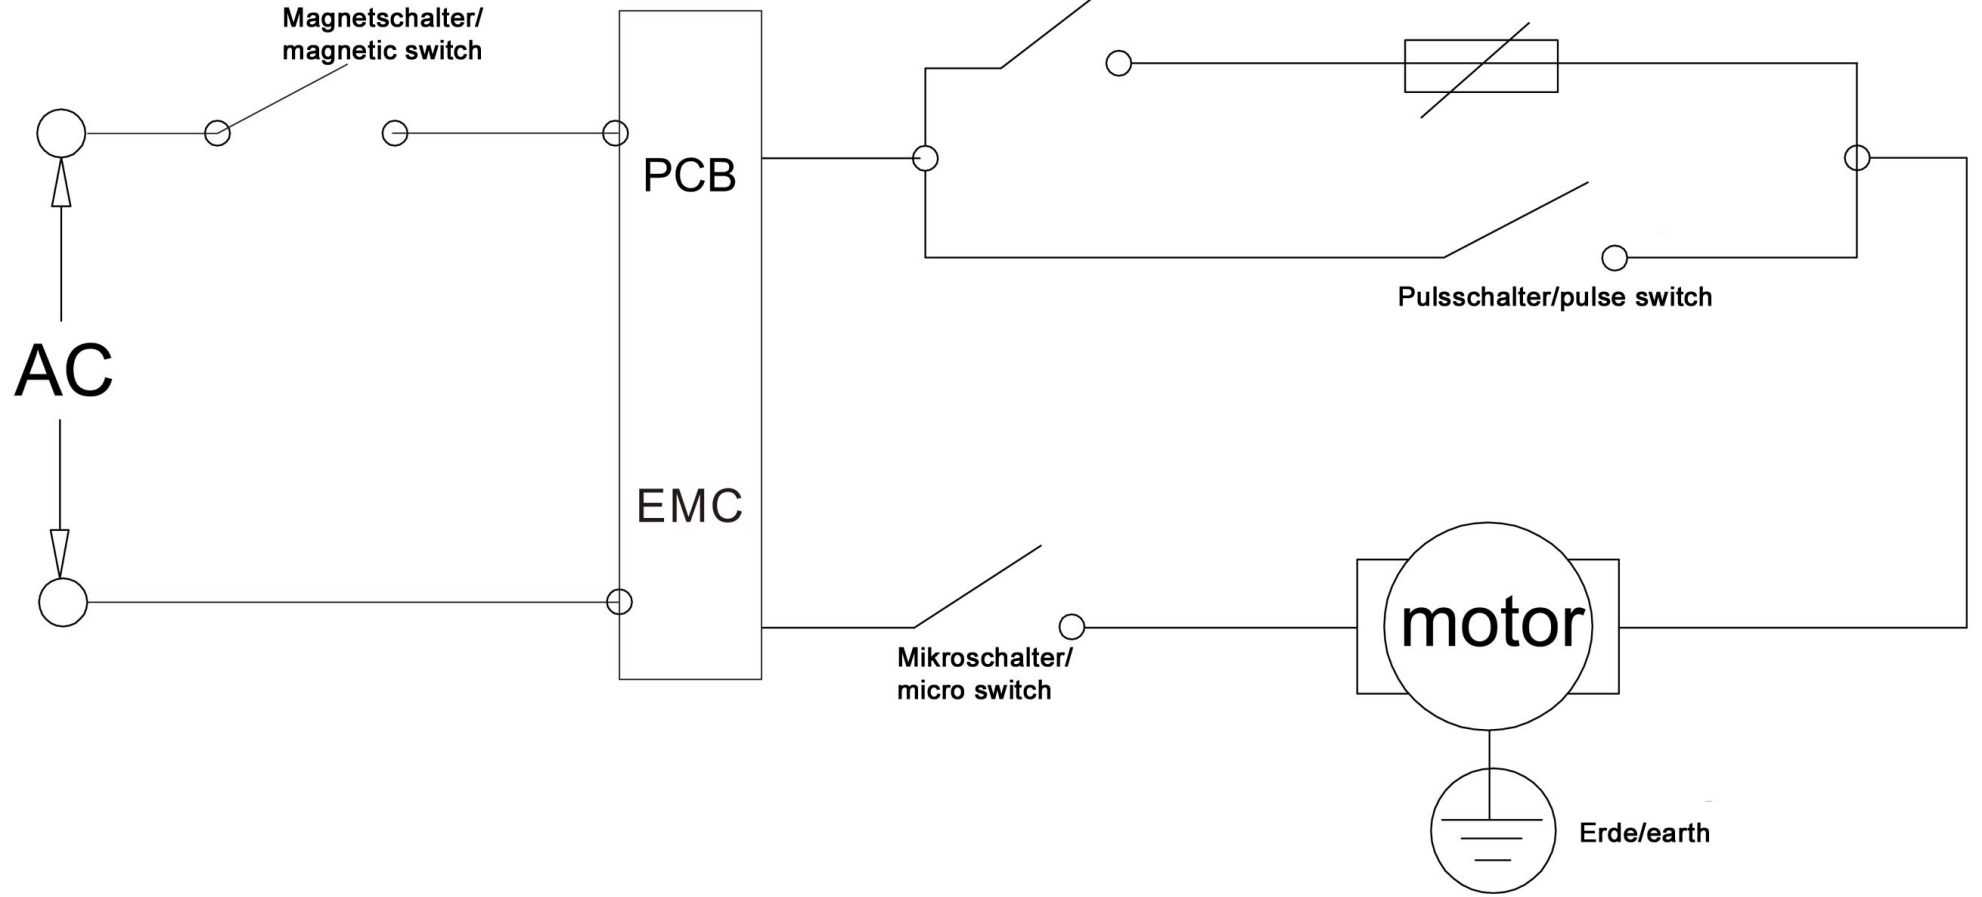 Magnetschalter/
magnetic switch
PCB
Pulsschalter/pulse switch
AC
EMC
motor
Mikroschalter/
micro switch
Erde/earth